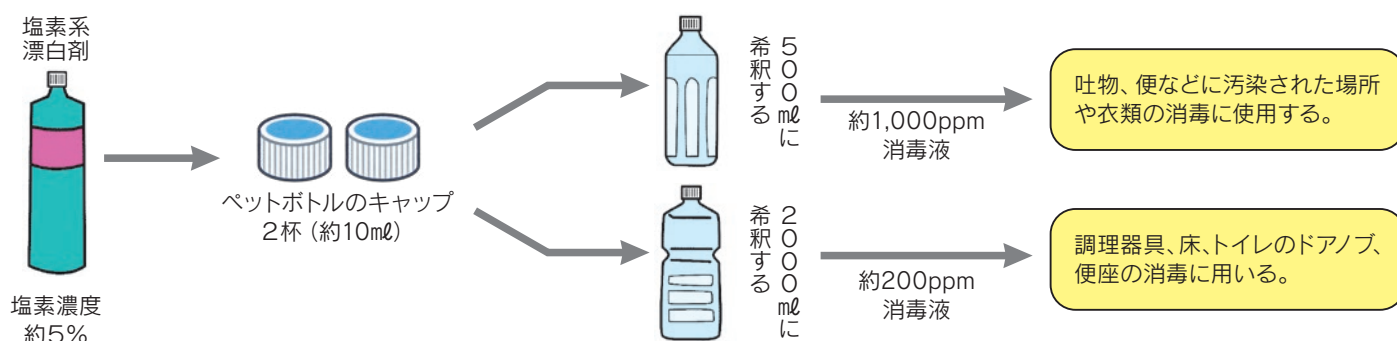 塩素系
漂白剤
塩素濃度
約5％
ペットボトルのキャップ
2杯（約10㎖）
500㎖に
希釈する
約1,000ppm
消毒液
吐物、便などに汚染された場所
や衣類の消毒に使用する。
2000㎖に
希釈する
約200ppm
消毒液
調理器具、床、トイレのドアノブ、
便座の消毒に用いる。